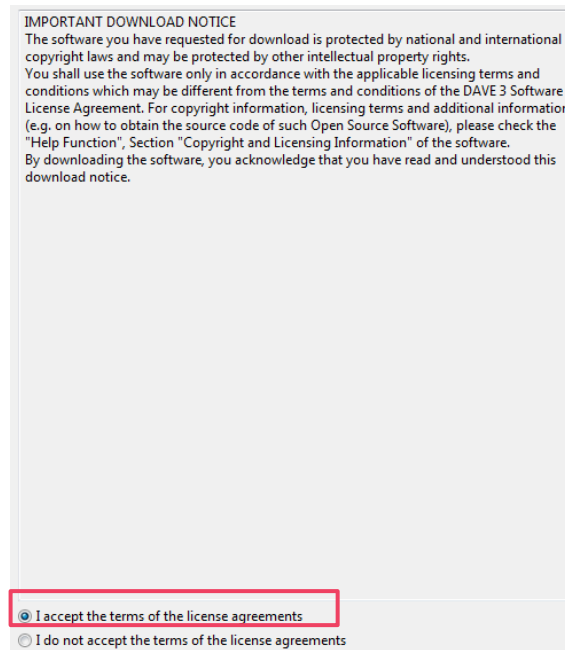 IMPORTANT DOWNLOAD NOTICE
The software you have requested for download is protected by national and international
copyright laws and may be protected by other intellectual property rights.
You shall use the software only in accordance with the applicable licensing terms and
conditions which may be different from the terms and conditions of the DAVE 3 Software
License Agreement. For copyright information, licensing terms and additional information
(e.g. on how to obtain the source code of such Open Source Software), please check the
"Help Function", Section "Copyright and Licensing Information" of the software.
By downloading the software, you acknowledge that you have read and understood this
download notice.
I accept the terms of the license agreements
I do not accept the terms of the license agreements